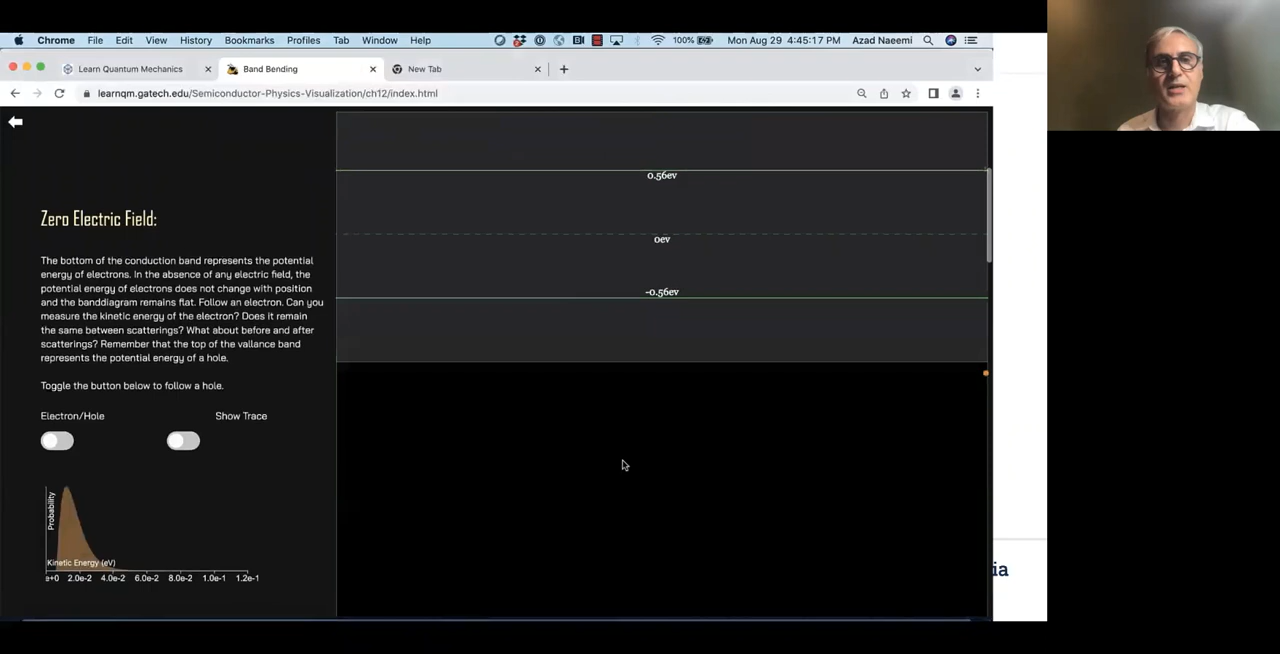 Chrome File Edit View History Bookmarks Profiles Tab Window Help 100% Mon Aug 29 4:45:17 PM Azad Naeemi
Learn Quantum Mechanics Band Bending New Tab
learnqm.gatech.edu/Semiconductor-Physics-Visualization/ch12/index.html
0.56ev
0ev
-0.56ev
Zero Electric Field:
The bottom of the conduction band represents the potential
energy of electrons. In the absence of any electric field, the
potential energy of electrons does not change with position
and the banddiagram remains flat. Follow an electron. Can you
measure the kinetic energy of the electron? Does it remain
the same between scatterings? What about before and after
scatterings? Remember that the top of the vallance band
represents the potential energy of a hole.
Toggle the button below to follow a hole.
Electron/Hole Show Trace
Probability
Kinetic Energy (eV)
e+0 2.0e-2 4.0e-2 6.0e-2 8.0e-2 1.0e-1 1.2e-1
ia